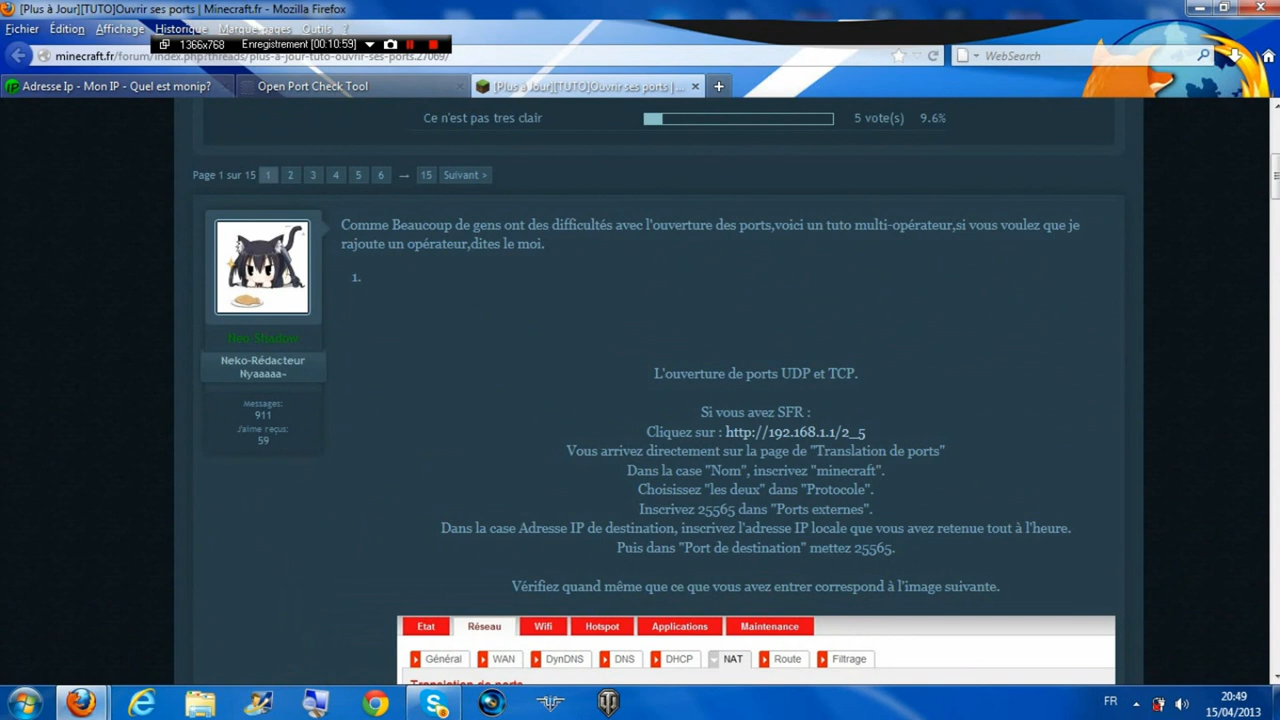 [Plus à Jour][TUTO]Ouvrir ses ports | Minecraft.fr - Mozilla Firefox
Fichier Édition Affichage Historique Marque-pages Outils ?
1366x768 Enregistrement [00:10:59]
minecraft.fr/forum/index.php?threads/plus-a-jour-tuto-ouvrir-ses-ports.27069/
WebSearch
Adresse Ip - Mon IP - Quel est monip?
Open Port Check Tool
[Plus à Jour][TUTO]Ouvrir ses ports | ...
Ce n'est pas tres clair 5 vote(s) 9.6%
Page 1 sur 15 1 2 3 4 5 6 → 15 Suivant >
Comme Beaucoup de gens ont des difficultés avec l'ouverture des ports,voici un tuto multi-opérateur,si vous voulez que je
rajoute un opérateur,dites le moi.
1.
Neo Shadow
Neko-Rédacteur
Nyaaaaa~
Messages:
911
J'aime reçus:
59
L'ouverture de ports UDP et TCP.
Si vous avez SFR :
Cliquez sur : http://192.168.1.1/2_5
Vous arrivez directement sur la page de "Translation de ports"
Dans la case "Nom", inscrivez "minecraft".
Choisissez "les deux" dans "Protocole".
Inscrivez 25565 dans "Ports externes".
Dans la case Adresse IP de destination, inscrivez l'adresse IP locale que vous avez retenue tout à l'heure.
Puis dans "Port de destination" mettez 25565.
Vérifiez quand même que ce que vous avez entrer correspond à l'image suivante.
Etat Réseau Wifi Hotspot Applications Maintenance
Général WAN DynDNS DNS DHCP NAT Route Filtrage
Translation de ports
FR
20:49
15/04/2013